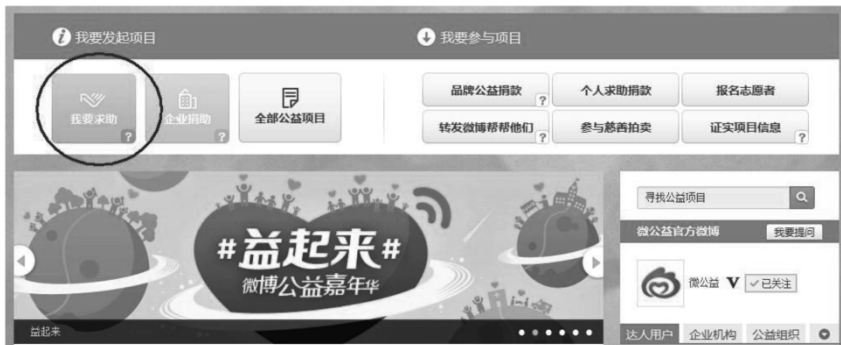 i 我要发起项目
我要参与项目
我要求助 ?
企业捐助 ?
全部公益项目
品牌公益捐款 ?
个人求助捐款
报名志愿者
转发微博帮帮他们 ?
参与慈善拍卖
证实项目信息 ?
#益起来#
微博公益嘉年华
益起来
寻找公益项目
微公益官方微博
我要提问
微公益 V ✓已关注
达人用户 企业机构 公益组织